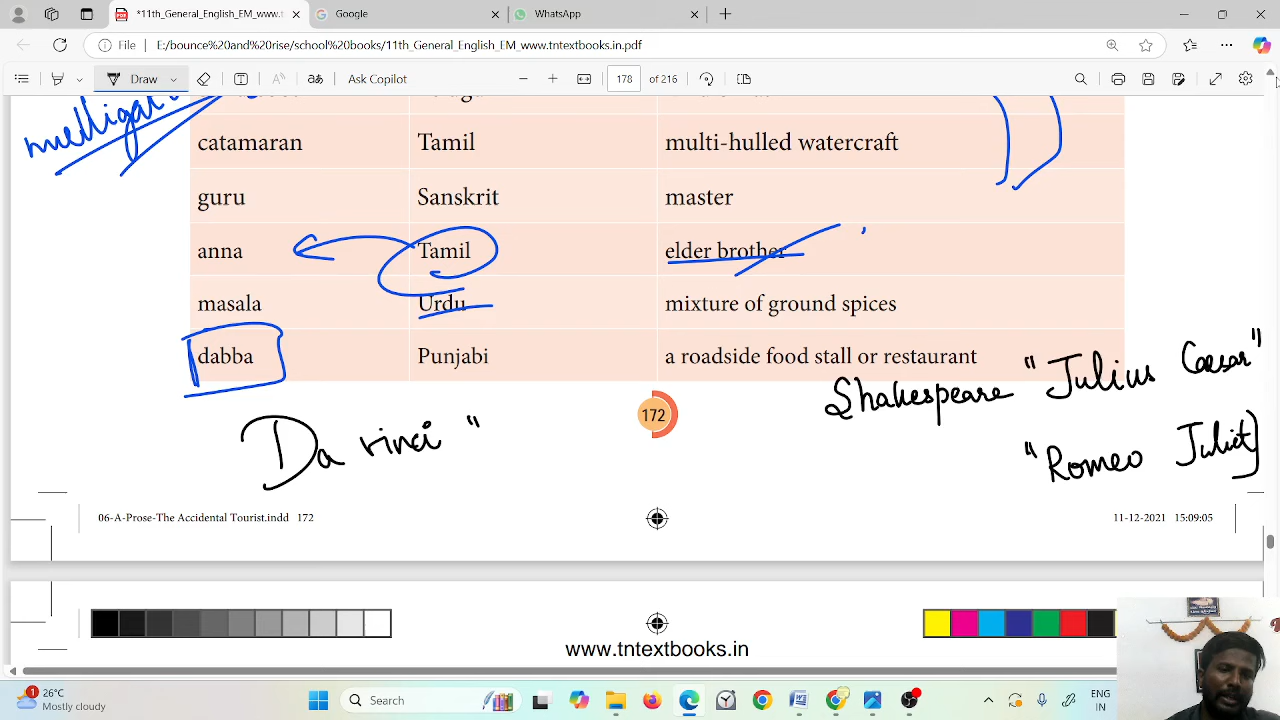 *11th_General_English_EM_www.t
Google
WhatsApp
File
E:/bounce%20and%20rise/school%20books/11th_General_English_EM_www.tntextbooks.in.pdf
Draw
Ask Copilot
178 of 216
catamaran Tamil multi-hulled watercraft
guru Sanskrit master
anna Tamil elder brother
masala Urdu mixture of ground spices
dabba Punjabi a roadside food stall or restaurant
Shakespeare "Julius Caesar"
172
Da vinci "
"Romeo Juliet
06-A-Prose-The Accidental Tourist.indd 172 11-12-2021 15:09:05
www.tntextbooks.in
1
26°C
Mostly cloudy
Search
ENG
IN